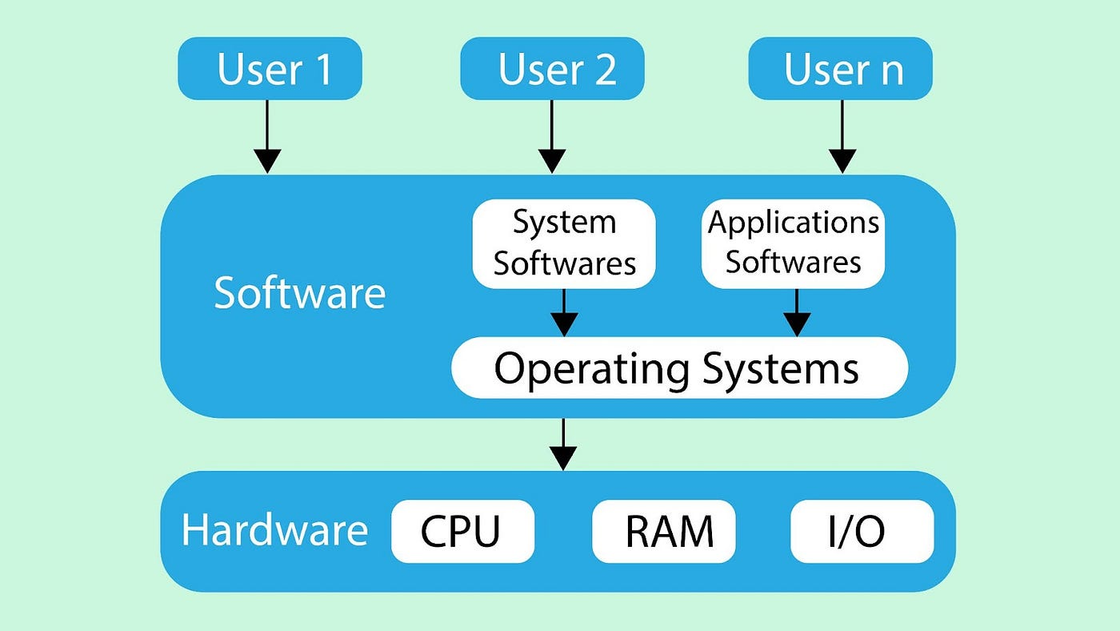 User 1
User 2
User n
Software
System
Softwares
Applications
Softwares
Operating Systems
Hardware
CPU
RAM
I/O